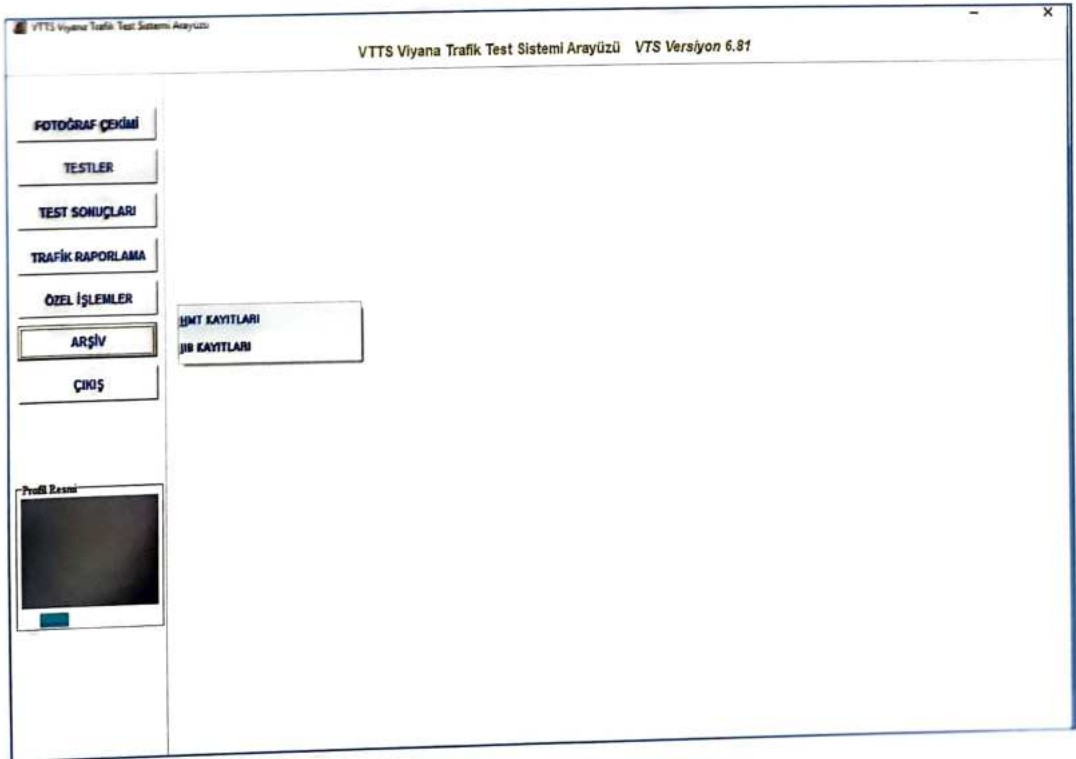 VTTS Viyana Trafik Test Sistemi Arayüzü
VTTS Viyana Trafik Test Sistemi Arayüzü VTS Versiyon 6.81
FOTOĞRAF ÇEKİMİ
TESTLER
TEST SONUÇLARI
TRAFİK RAPORLAMA
ÖZEL İŞLEMLER
ARŞİV
ÇIKIŞ
HMT KAYITLARI
JIB KAYITLARI
Profil Resmi